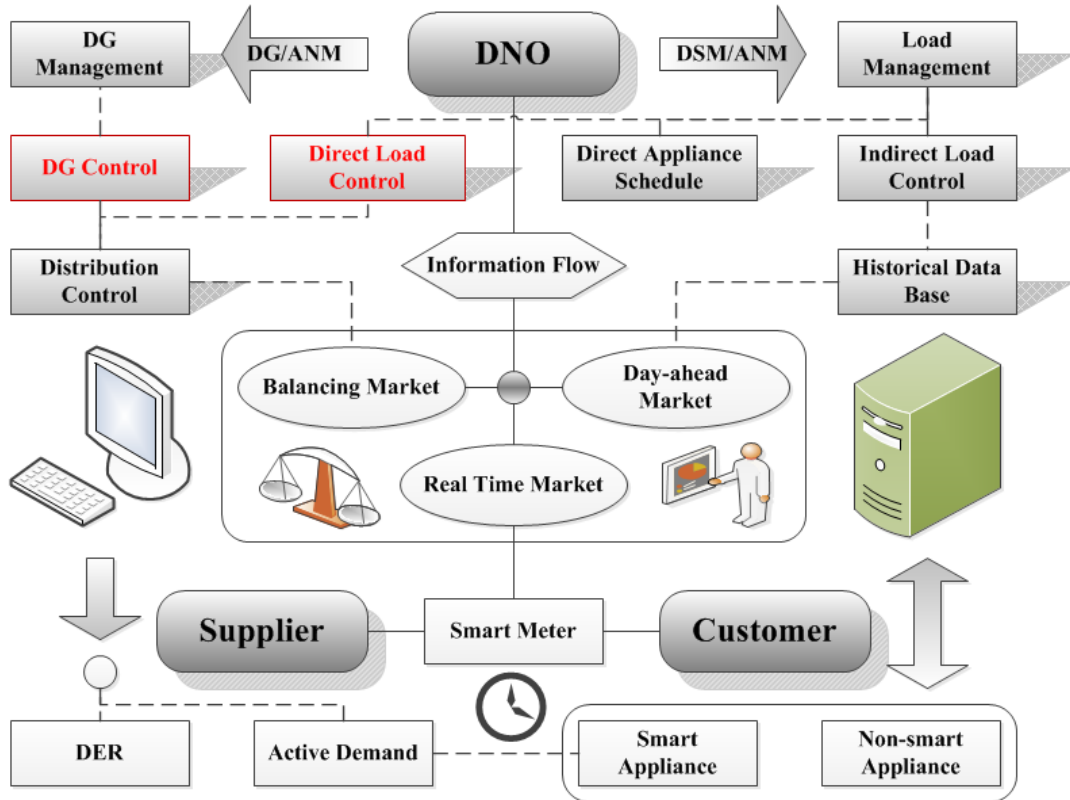 DG
Management
DG/ANM
DNO
DSM/ANM
Load
Management
DG Control
Direct Load
Control
Direct Appliance
Schedule
Indirect Load
Control
Distribution
Control
Information Flow
Historical Data
Base
Balancing Market
Day-ahead
Market
Real Time Market
Supplier
Smart Meter
Customer
DER
Active Demand
Smart
Appliance
Non-smart
Appliance